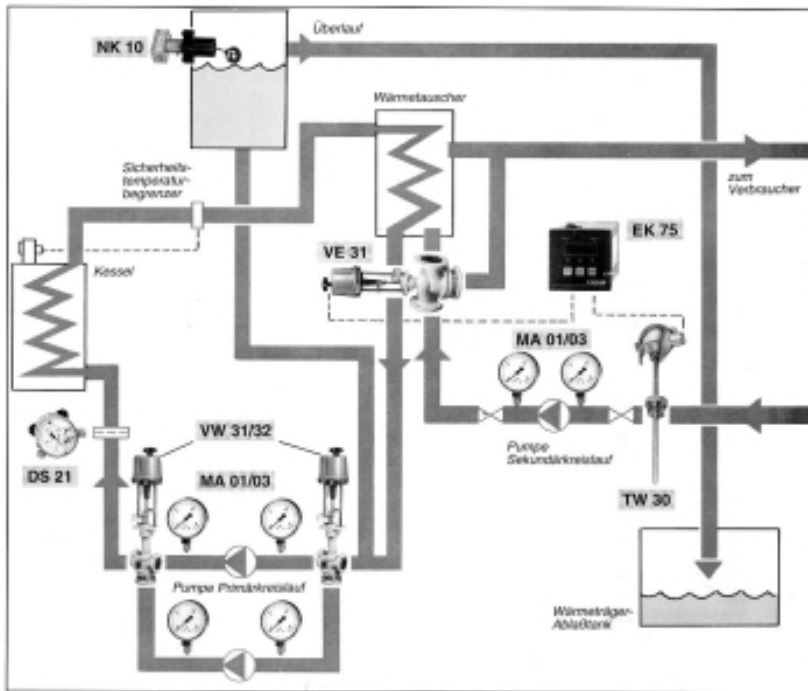 NK 10
Überlauf
Wärmetauscher
Sicherheits-
temperatur-
begrenzer
zum
Verbraucher
EK 75
VE 31
Kessel
MA 01/03
VW 31/32
Pumpe
Sekundärkreislauf
DS 21
MA 01/03
TW 30
Pumpe Primärkreislauf
Wärmeträger-
Ablaßtank